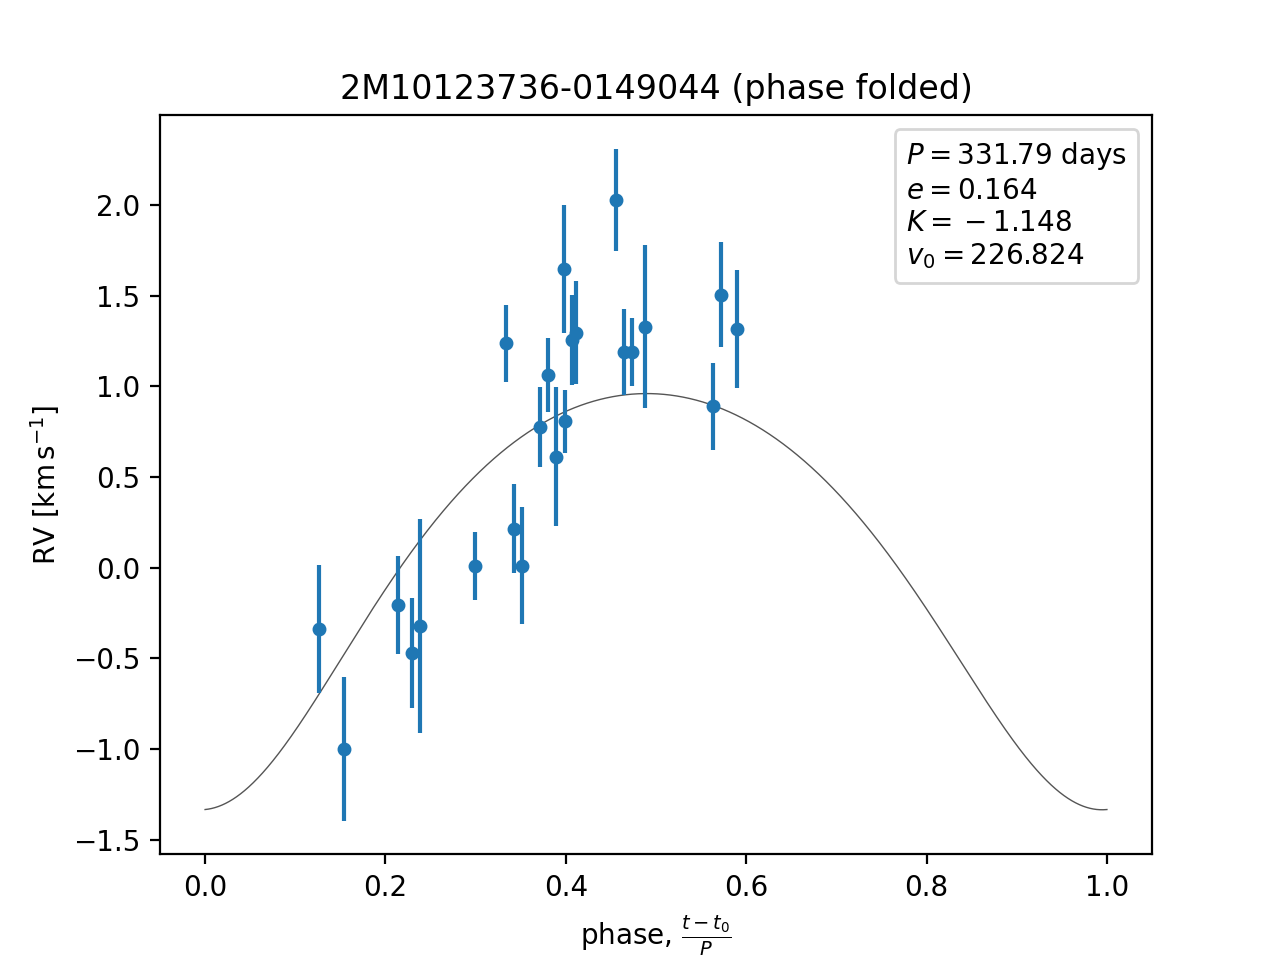 2M10123736-0149044 (phase folded)
P = 331.79 days
e = 0.164
K = −1.148
v₀ = 226.824
RV [km s⁻¹]
2.0
1.5
1.0
0.5
0.0
−0.5
−1.0
−1.5
0.0 0.2 0.4 0.6 0.8 1.0
phase, (t − t₀)/P